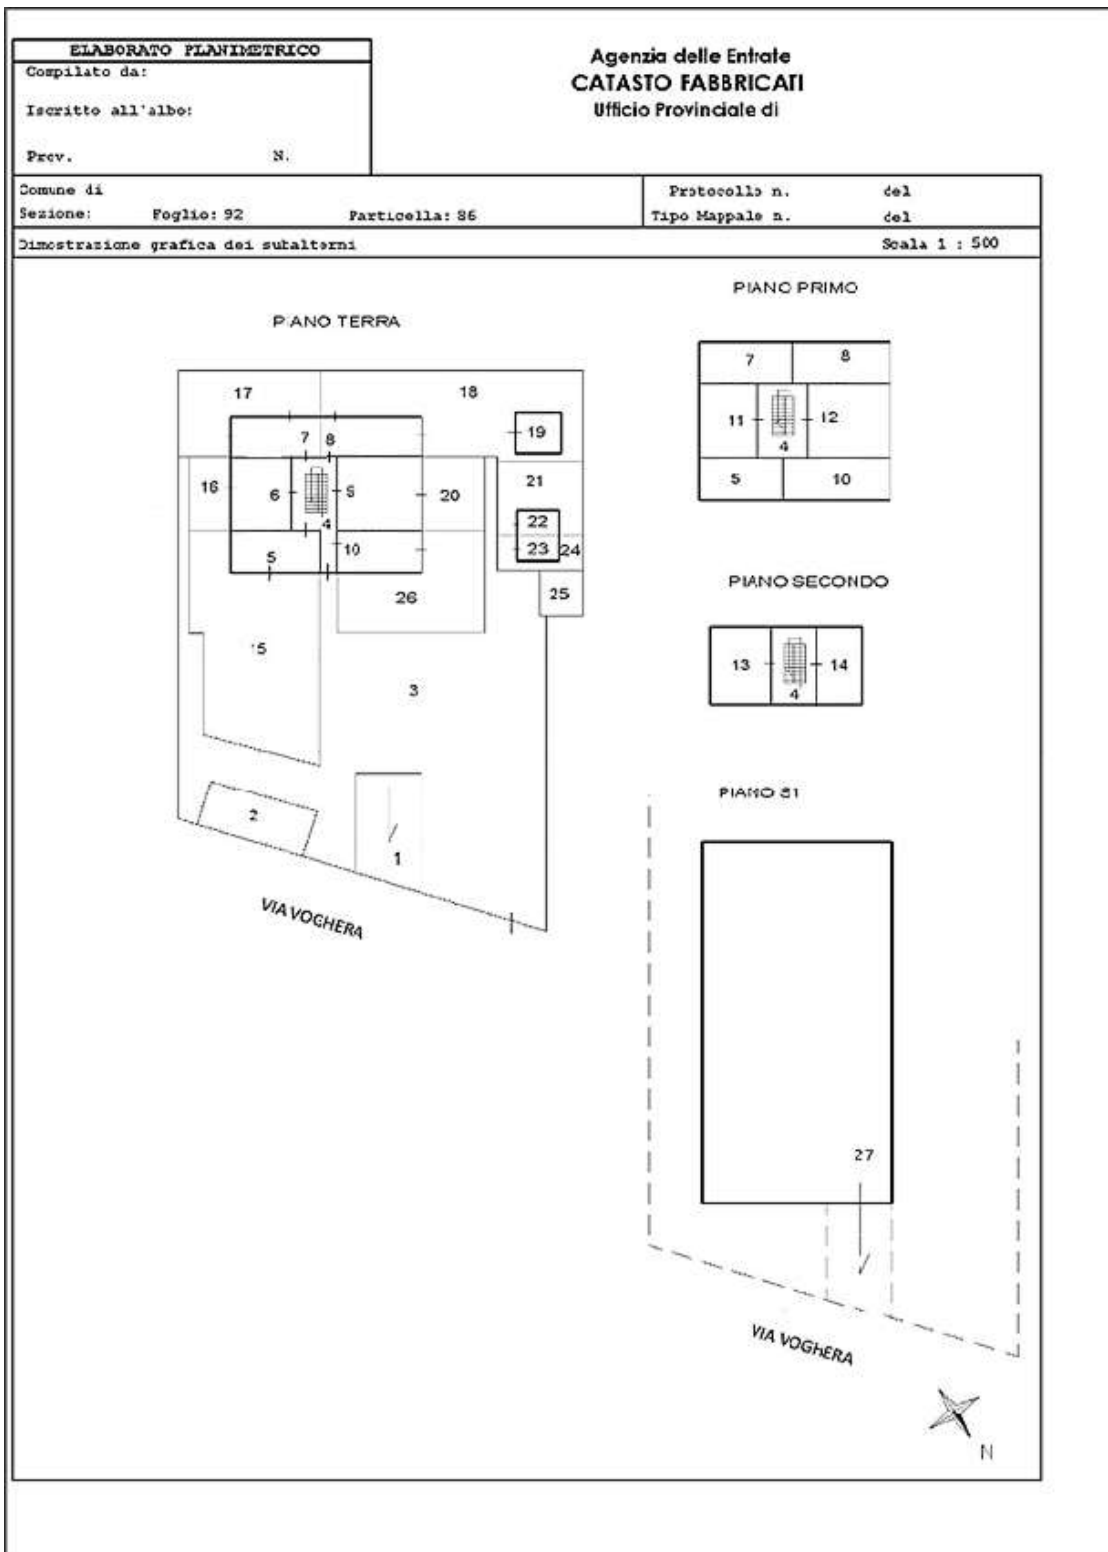 ELABORATO PLANIMETRICO
Compilato da:
Iscritto all'albo:
Prov. N.
Agenzia delle Entrate
CATASTO FABBRICATI
Ufficio Provinciale di
Comune di
Sezione: Foglio: 92 Particella: 86
Protocollo n. del
Tipo Mappale n. del
Dimostrazione grafica dei subalterni Scala 1 : 500
PIANO TERRA
17 18
19
7 8
16 6 20 21
4 22
5 10 23 24
26 25
15
3
2
1
VIA VOGHERA
PIANO PRIMO
7 8
11 12
4
5 10
PIANO SECONDO
13 14
4
PIANO S1
27
VIA VOGHERA
N